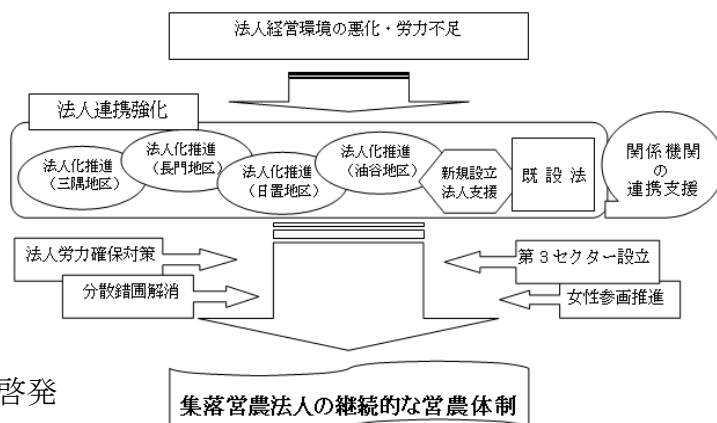 法人経営環境の悪化・労力不足
法人連携強化
法人化推進
（三隅地区）
法人化推進
（長門地区）
法人化推進
（日置地区）
法人化推進
（油谷地区）
新規設立
法人支援
既 設 法
関係機関
の
連携支援
法人労力確保対策
第３セクター設立
分散錯圃解消
女性参画推進
啓発
集落営農法人の継続的な営農体制